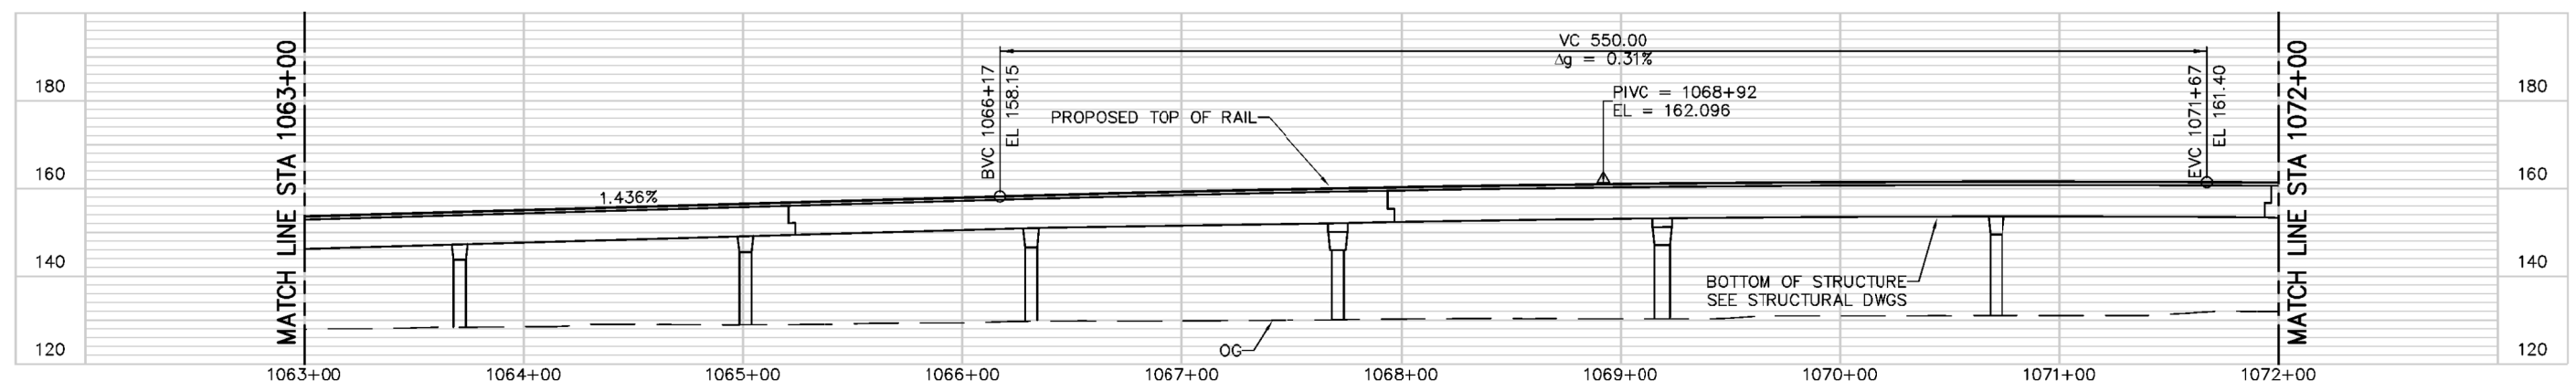 VC 550.00
Δg = 0.31%
MATCH LINE STA 1063+00
BVC 1066+17
EL 158.15
EVC 1071+67
EL 161.40
MATCH LINE STA 1072+00
180
PIVC = 1068+92
EL = 162.096
180
PROPOSED TOP OF RAIL
160
1.436%
160
140
BOTTOM OF STRUCTURE
SEE STRUCTURAL DWGS
140
120
OG
120
1063+00
1064+00
1065+00
1066+00
1067+00
1068+00
1069+00
1070+00
1071+00
1072+00